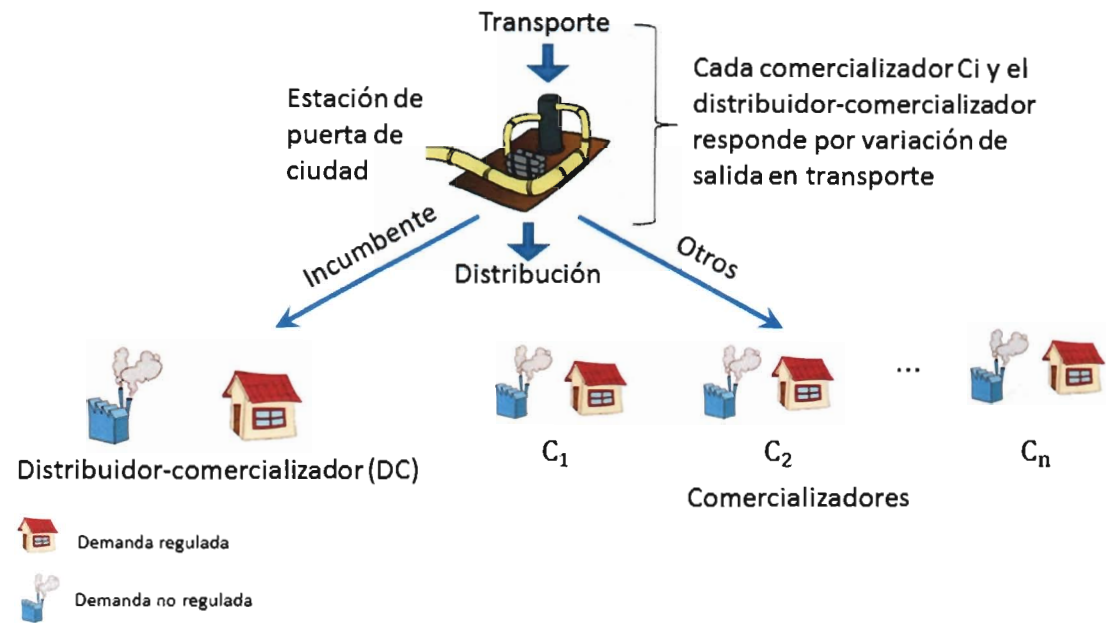 Transporte
Estación de
puerta de
ciudad
Cada comercializador Ci y el
distribuidor-comercializador
responde por variación de
salida en transporte
Incumbente
Distribución
Otros
...
C₁
C₂
Cₙ
Distribuidor-comercializador (DC)
Comercializadores
Demanda regulada
Demanda no regulada